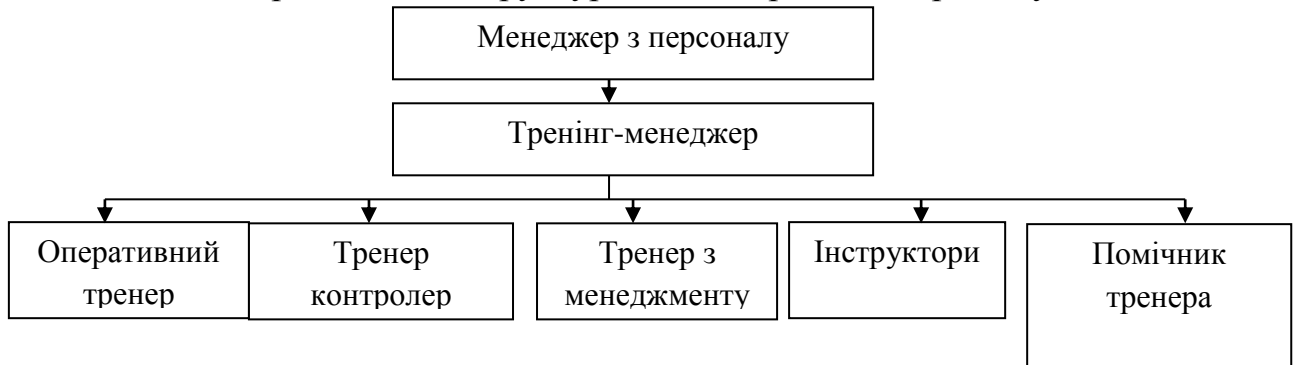 Менеджер з персоналу
Тренінг-менеджер
Оперативний
тренер
Тренер
контролер
Тренер з
менеджменту
Інструктори
Помічник
тренера